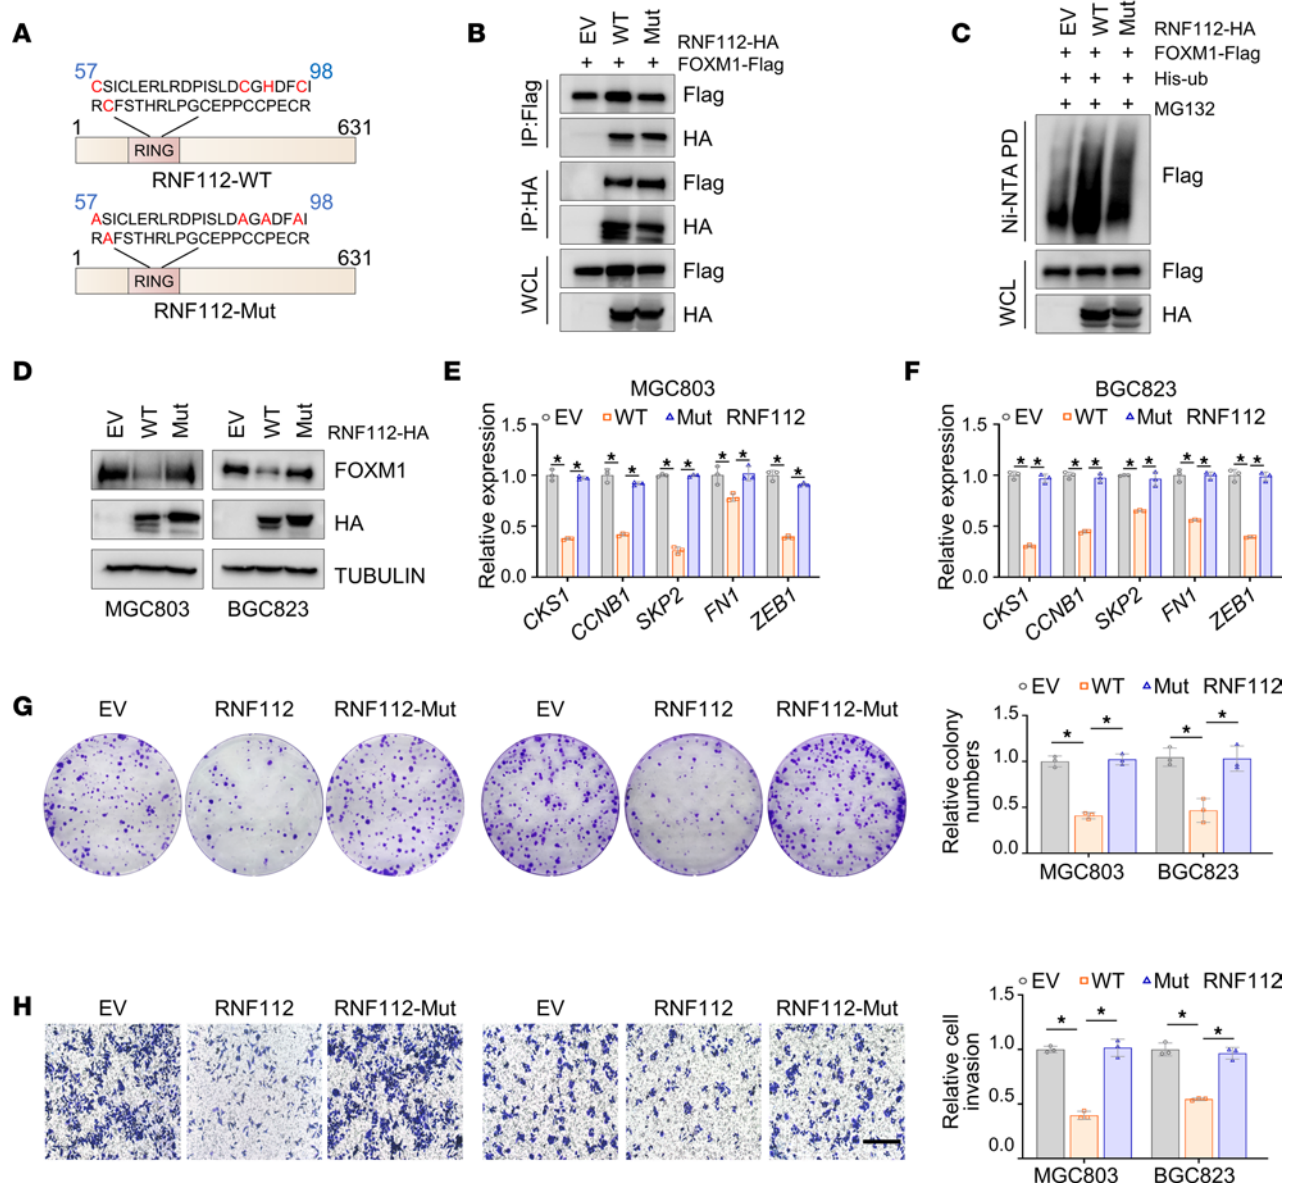 A
57 98
CSICLERLRDPISLDCGHDFCI
RCFSTHRLPGCEPPCCPECR
1 631
RING
RNF112-WT
57 98
ASICLERLRDPISLDAGADFAI
RAFSTHRLPGCEPPCCPECR
1 631
RING
RNF112-Mut
B
EV WT Mut RNF112-HA
+ + + FOXM1-Flag
IP:Flag
Flag
HA
IP:HA
Flag
HA
WCL
Flag
HA
C
EV WT Mut RNF112-HA
+ + + FOXM1-Flag
+ + + His-ub
+ + + MG132
Ni-NTA PD
Flag
WCL
Flag
HA
D
EV WT Mut EV WT Mut RNF112-HA
FOXM1
HA
TUBULIN
MGC803 BGC823
E
MGC803
EV WT Mut RNF112
Relative expression
1.5
1.0
0.5
0.0
* * * * * * * * * *
CKS1 CCNB1 SKP2 FN1 ZEB1
F
BGC823
EV WT Mut RNF112
Relative expression
1.5
1.0
0.5
0.0
* * * * * * * * * *
CKS1 CCNB1 SKP2 FN1 ZEB1
G
EV RNF112 RNF112-Mut EV RNF112 RNF112-Mut
EV WT Mut RNF112
Relative colony
numbers
1.5
1.0
0.5
0.0
* * * *
MGC803 BGC823
H
EV RNF112 RNF112-Mut EV RNF112 RNF112-Mut
EV WT Mut RNF112
Relative cell
invasion
1.5
1.0
0.5
0.0
* * * *
MGC803 BGC823